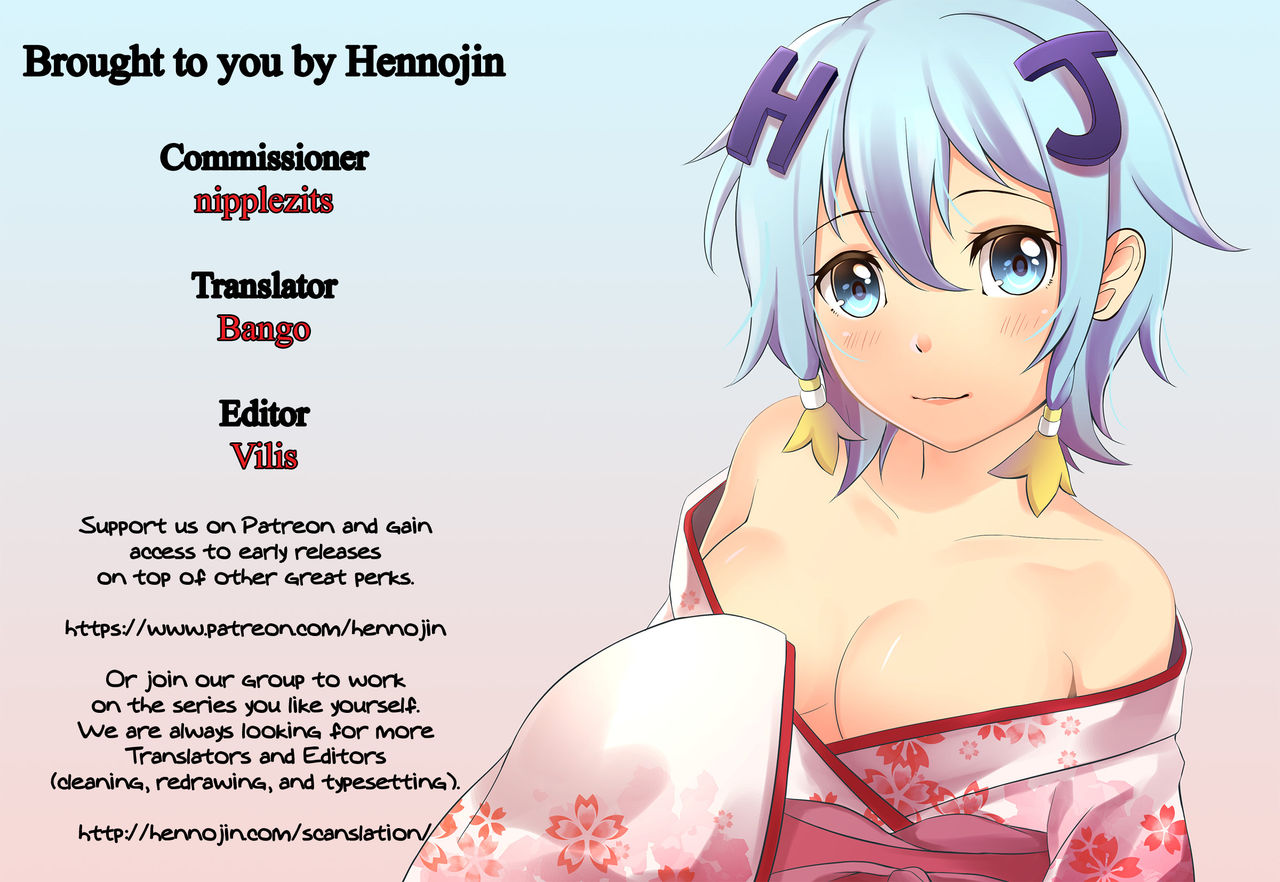 Brought to you by Hennojin
Commissioner
nipplezits
Translator
Bango
Editor
Vilis
Support us on Patreon and gain
access to early releases
on top of other great perks.
https://www.patreon.com/hennojin
Or join our group to work
on the series you like yourself.
We are always looking for more
Translators and Editors
(cleaning, redrawing, and typesetting).
http://hennojin.com/scanslation/
H J